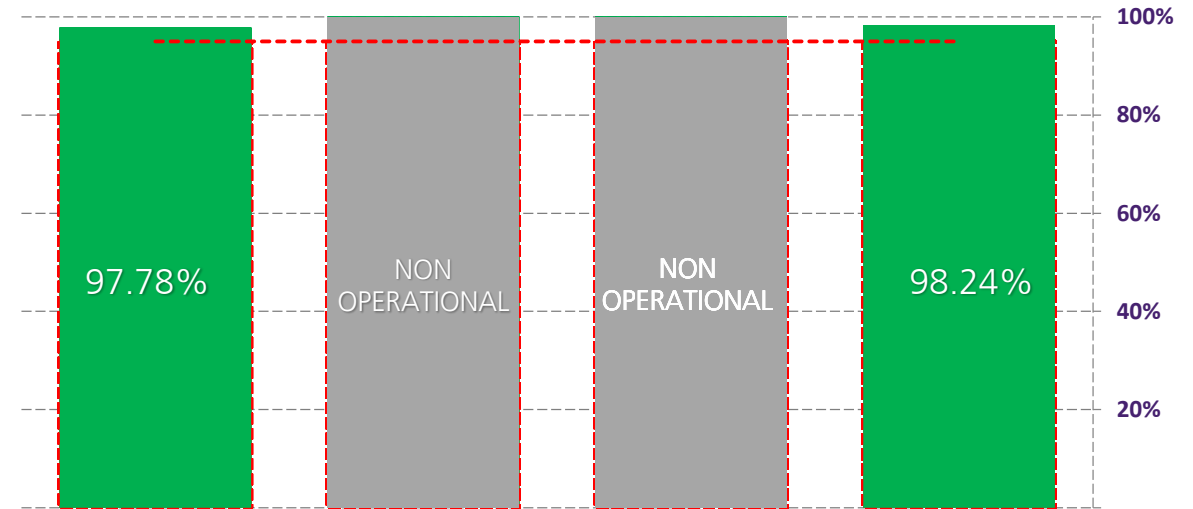 100%
80%
60%
40%
20%
97.78%
NON
OPERATIONAL
NON
OPERATIONAL
98.24%